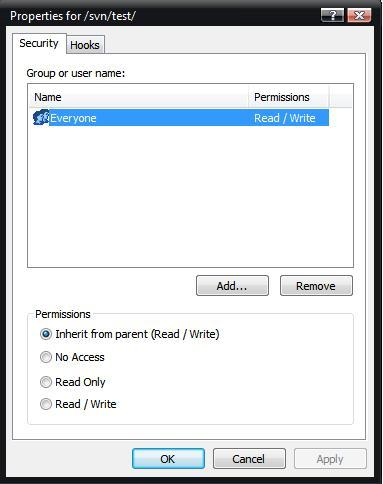 Properties for /svn/test/
Security Hooks
Group or user name:
Name Permissions
Everyone Read / Write
Add... Remove
Permissions
Inherit from parent (Read / Write)
No Access
Read Only
Read / Write
OK Cancel Apply